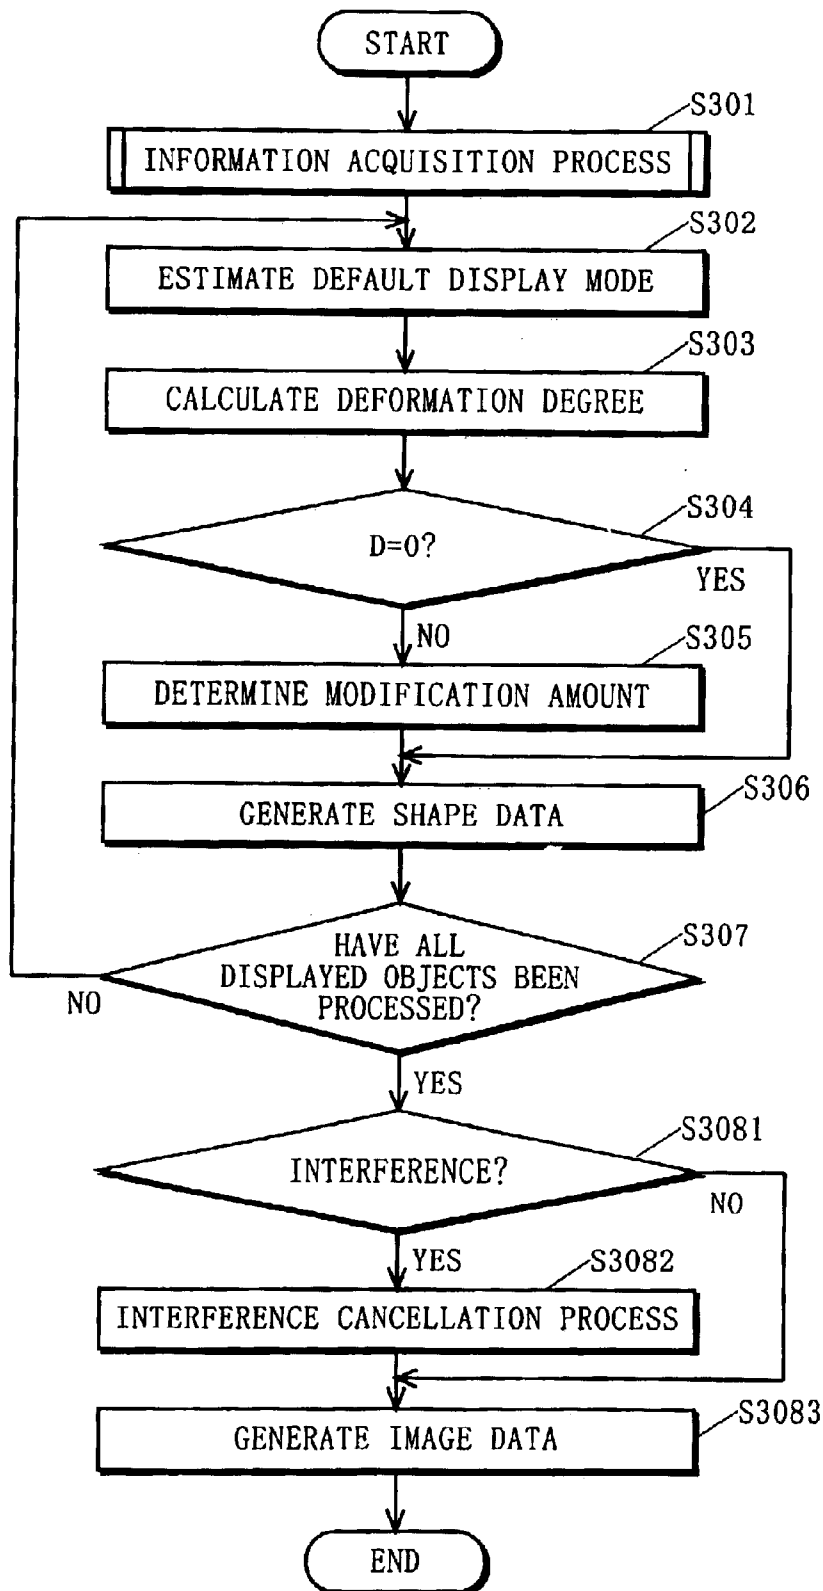 START
S301
INFORMATION ACQUISITION PROCESS
S302
ESTIMATE DEFAULT DISPLAY MODE
S303
CALCULATE DEFORMATION DEGREE
S304
D=0?
YES
NO
S305
DETERMINE MODIFICATION AMOUNT
S306
GENERATE SHAPE DATA
S307
HAVE ALL
DISPLAYED OBJECTS BEEN
PROCESSED?
NO
YES
S3081
INTERFERENCE?
NO
YES
S3082
INTERFERENCE CANCELLATION PROCESS
S3083
GENERATE IMAGE DATA
END